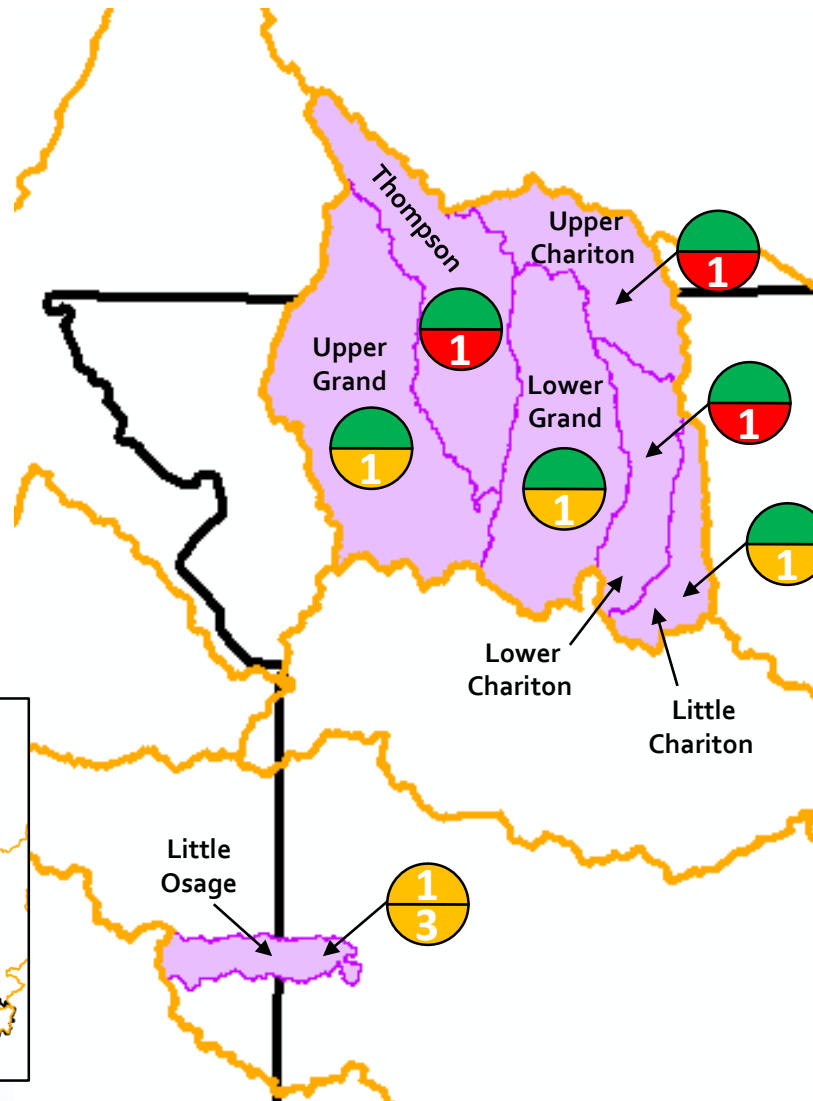 Thompson
Upper
Chariton
1
1
Upper
Grand
Lower
Grand
1
1
1
1
Lower
Chariton
Little
Chariton
Little
Osage
1
3